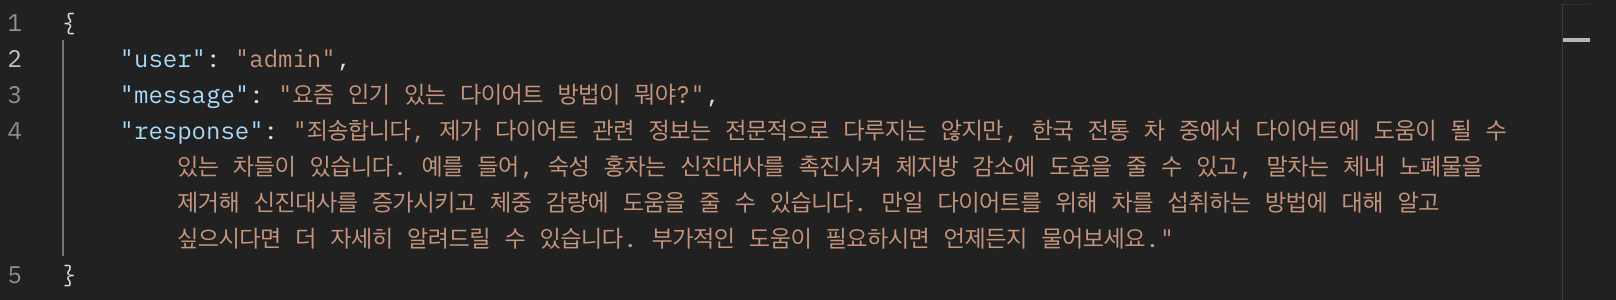 1 {
2 "user": "admin",
3 "message": "요즘 인기 있는 다이어트 방법이 뭐야?",
4 "response": "죄송합니다, 제가 다이어트 관련 정보는 전문적으로 다루지는 않지만, 한국 전통 차 중에서 다이어트에 도움이 될 수
있는 차들이 있습니다. 예를 들어, 숙성 홍차는 신진대사를 촉진시켜 체지방 감소에 도움을 줄 수 있고, 말차는 체내 노폐물을
제거해 신진대사를 증가시키고 체중 감량에 도움을 줄 수 있습니다. 만일 다이어트를 위해 차를 섭취하는 방법에 대해 알고
싶으시다면 더 자세히 알려드릴 수 있습니다. 부가적인 도움이 필요하시면 언제든지 물어보세요."
5 }